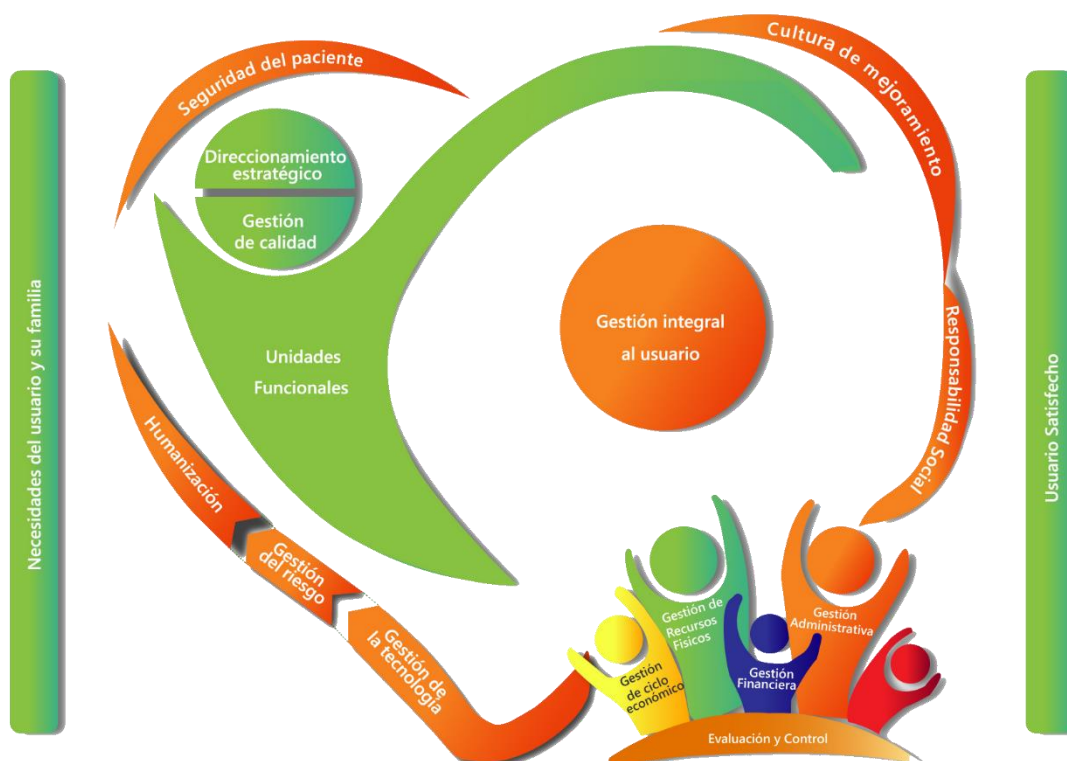 Seguridad del paciente
Cultura de mejoramiento
Direccionamiento
estratégico
Gestión
de calidad
Necesidades del usuario y su familia
Unidades
Funcionales
Gestión integral
al usuario
Responsabilidad Social
Usuario Satisfecho
Humanización
Gestión
del riesgo
Gestión de
la tecnología
Gestión de
Recursos
Fisicos
Gestión
Administrativa
Gestión
de ciclo
económico
Gestión
Financiera
Evaluación y Control